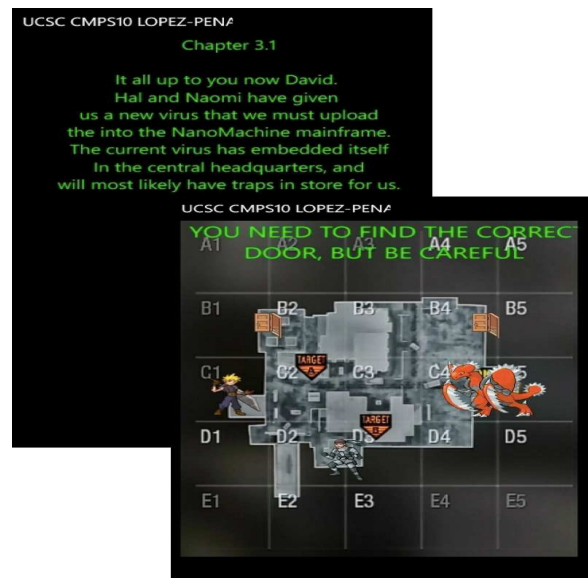 UCSC CMPS10 LOPEZ-PENA
Chapter 3.1
It all up to you now David.
Hal and Naomi have given
us a new virus that we must upload
the into the NanoMachine mainframe.
The current virus has embedded itself
In the central headquarters, and
will most likely have traps in store for us.
UCSC CMPS10 LOPEZ-PENA
YOU NEED TO FIND THE CORRECT
DOOR, BUT BE CAREFUL
A1 A2 A3 A4 A5
B1 B2 B3 B4 B5
TARGET
A
C1 C2 C3 C4
TARGET
B
D1 D2 D3 D4 D5
E1 E2 E3 E4 E5